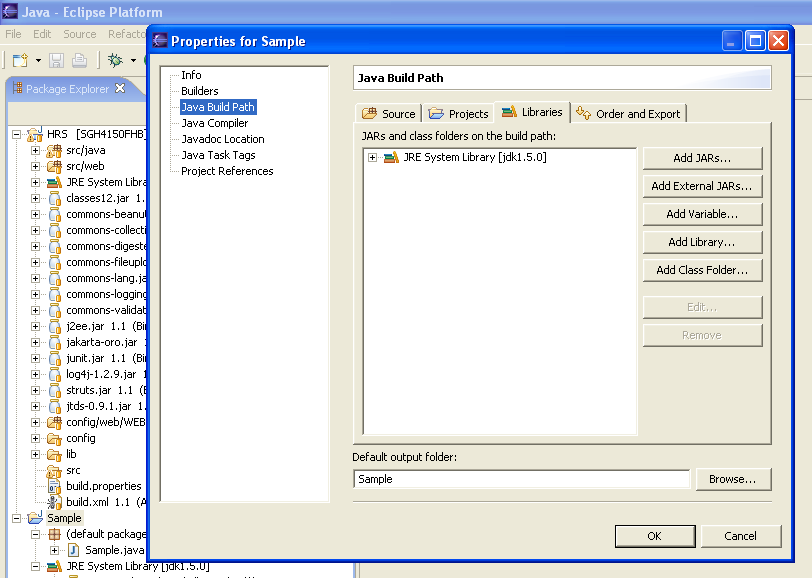 Java - Eclipse Platform
File Edit Source Refacto
Package Explorer
HRS [SGH4150FHB]
src/java
src/web
JRE System Libra
classes12.jar 1.
commons-beanut
commons-collecti
commons-digeste
commons-fileuplo
commons-lang.ja
commons-logging
commons-validat
j2ee.jar 1.1 (Bin
jakarta-oro.jar 1
junit.jar 1.1 (Bin
log4j-1.2.9.jar 1
struts.jar 1.1 (B
jtds-0.9.1.jar 1
config/web/WEB
config
lib
src
build.properties
build.xml 1.1 (A
Sample
(default package
Sample.java
JRE System Library [jdk1.5.0]
Properties for Sample
Info
Builders
Java Build Path
Java Compiler
Javadoc Location
Java Task Tags
Project References
Java Build Path
Source Projects Libraries Order and Export
JARs and class folders on the build path:
JRE System Library [jdk1.5.0]
Add JARs...
Add External JARs...
Add Variable...
Add Library...
Add Class Folder...
Edit...
Remove
Default output folder:
Sample
Browse...
OK
Cancel